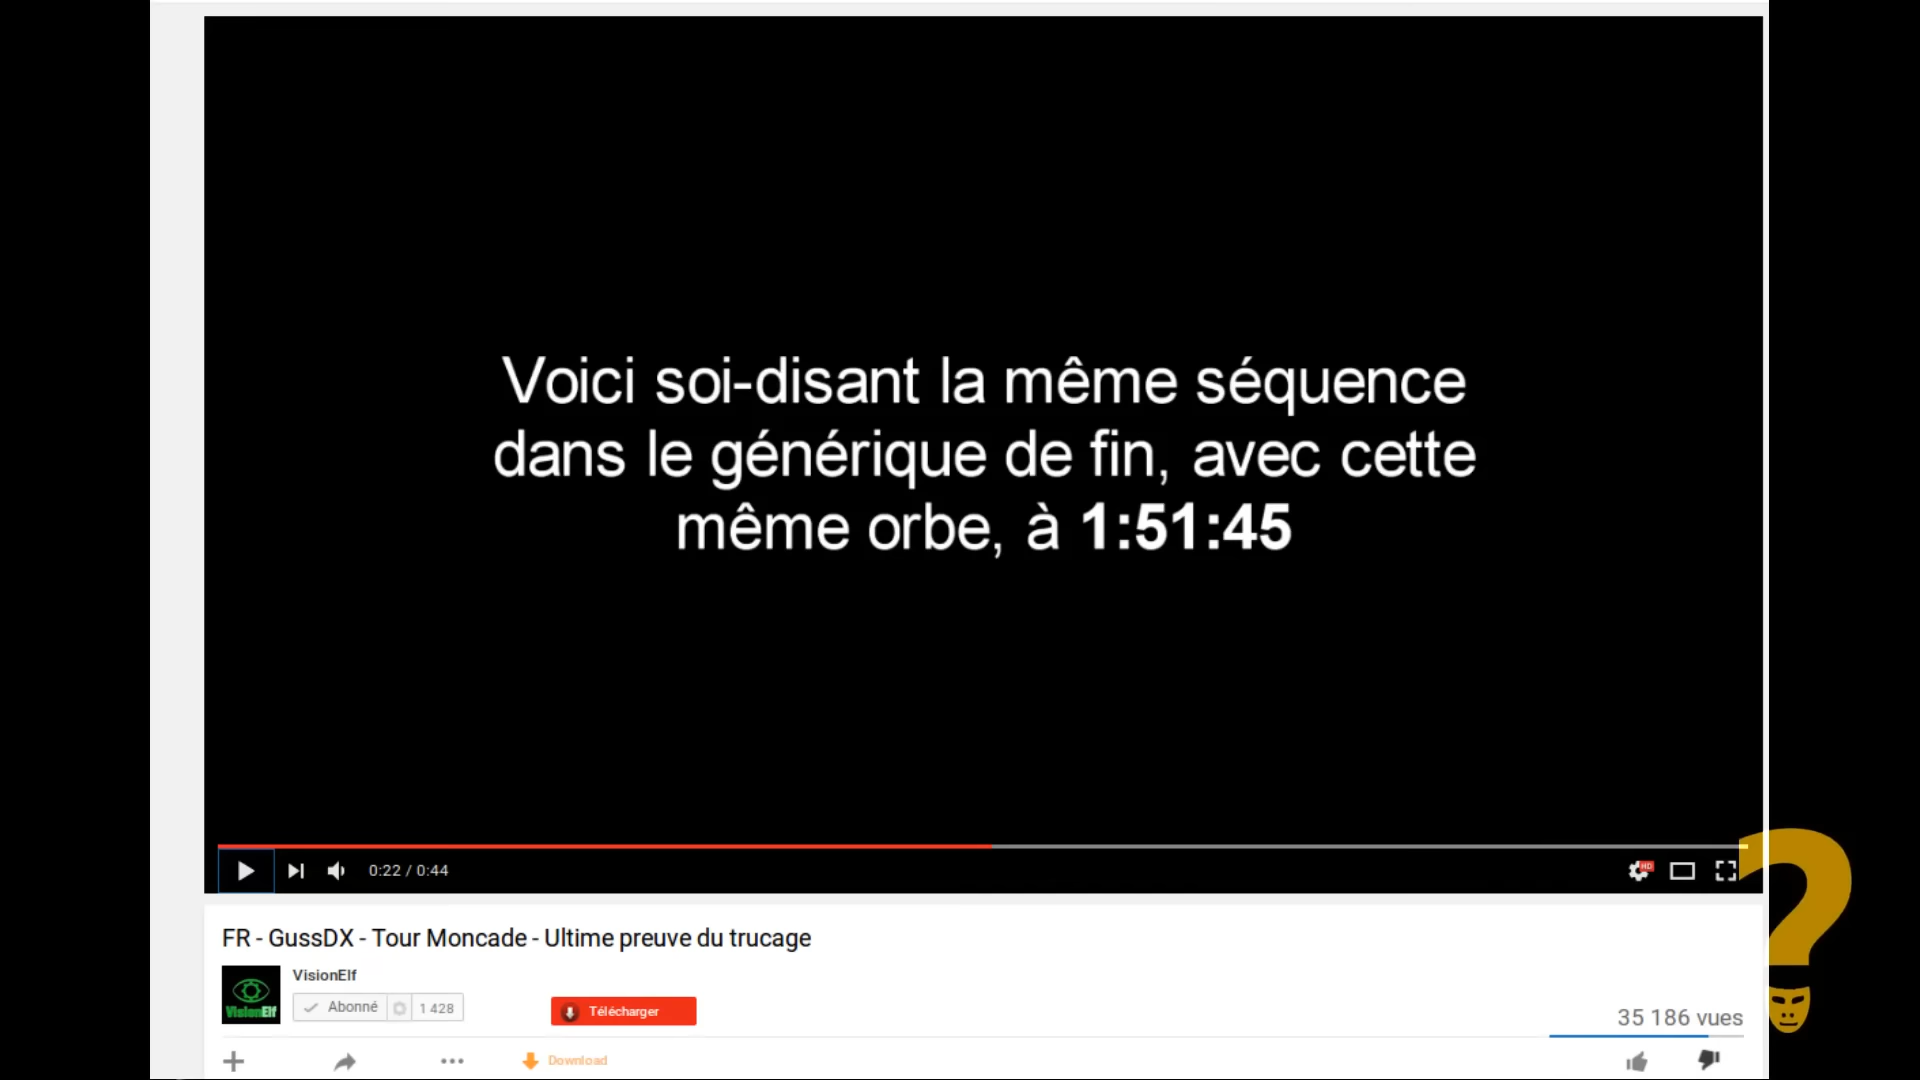 Voici soi-disant la même séquence
dans le générique de fin, avec cette
même orbe, à 1:51:45
0:22 / 0:44
HD
FR - GussDX - Tour Moncade - Ultime preuve du trucage
VisionElf
VisionElf
Abonné
1 428
Télécharger
35 186 vues
Download
?